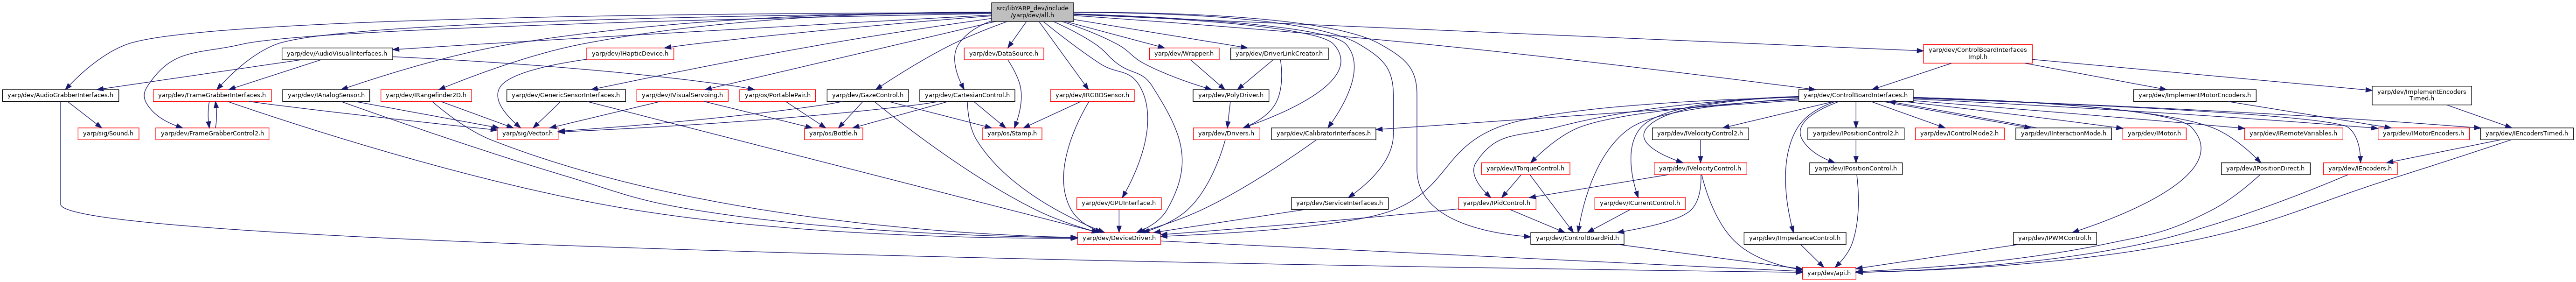 src/libYARP_dev/include
/yarp/dev/all.h
yarp/dev/AudioVisualInterfaces.h
yarp/dev/IHapticDevice.h
yarp/dev/DataSource.h
yarp/dev/Wrapper.h
yarp/dev/DriverLinkCreator.h
yarp/dev/ControlBoardInterfaces
Impl.h
yarp/dev/AudioGrabberInterfaces.h
yarp/dev/FrameGrabberInterfaces.h
yarp/dev/IAnalogSensor.h
yarp/dev/IRangefinder2D.h
yarp/dev/GenericSensorInterfaces.h
yarp/dev/IVisualServoing.h
yarp/os/PortablePair.h
yarp/dev/GazeControl.h
yarp/dev/CartesianControl.h
yarp/dev/IRGBDSensor.h
yarp/dev/PolyDriver.h
yarp/dev/ControlBoardInterfaces.h
yarp/dev/ImplementMotorEncoders.h
yarp/dev/ImplementEncoders
Timed.h
yarp/sig/Sound.h
yarp/dev/FrameGrabberControl2.h
yarp/sig/Vector.h
yarp/os/Bottle.h
yarp/os/Stamp.h
yarp/dev/Drivers.h
yarp/dev/CalibratorInterfaces.h
yarp/dev/IVelocityControl2.h
yarp/dev/IPositionControl2.h
yarp/dev/IControlMode2.h
yarp/dev/IInteractionMode.h
yarp/dev/IMotor.h
yarp/dev/IRemoteVariables.h
yarp/dev/IMotorEncoders.h
yarp/dev/IEncodersTimed.h
yarp/dev/ITorqueControl.h
yarp/dev/IVelocityControl.h
yarp/dev/IPositionControl.h
yarp/dev/IPositionDirect.h
yarp/dev/IEncoders.h
yarp/dev/GPUInterface.h
yarp/dev/ServiceInterfaces.h
yarp/dev/IPidControl.h
yarp/dev/ICurrentControl.h
yarp/dev/DeviceDriver.h
yarp/dev/ControlBoardPid.h
yarp/dev/IImpedanceControl.h
yarp/dev/IPWMControl.h
yarp/dev/api.h